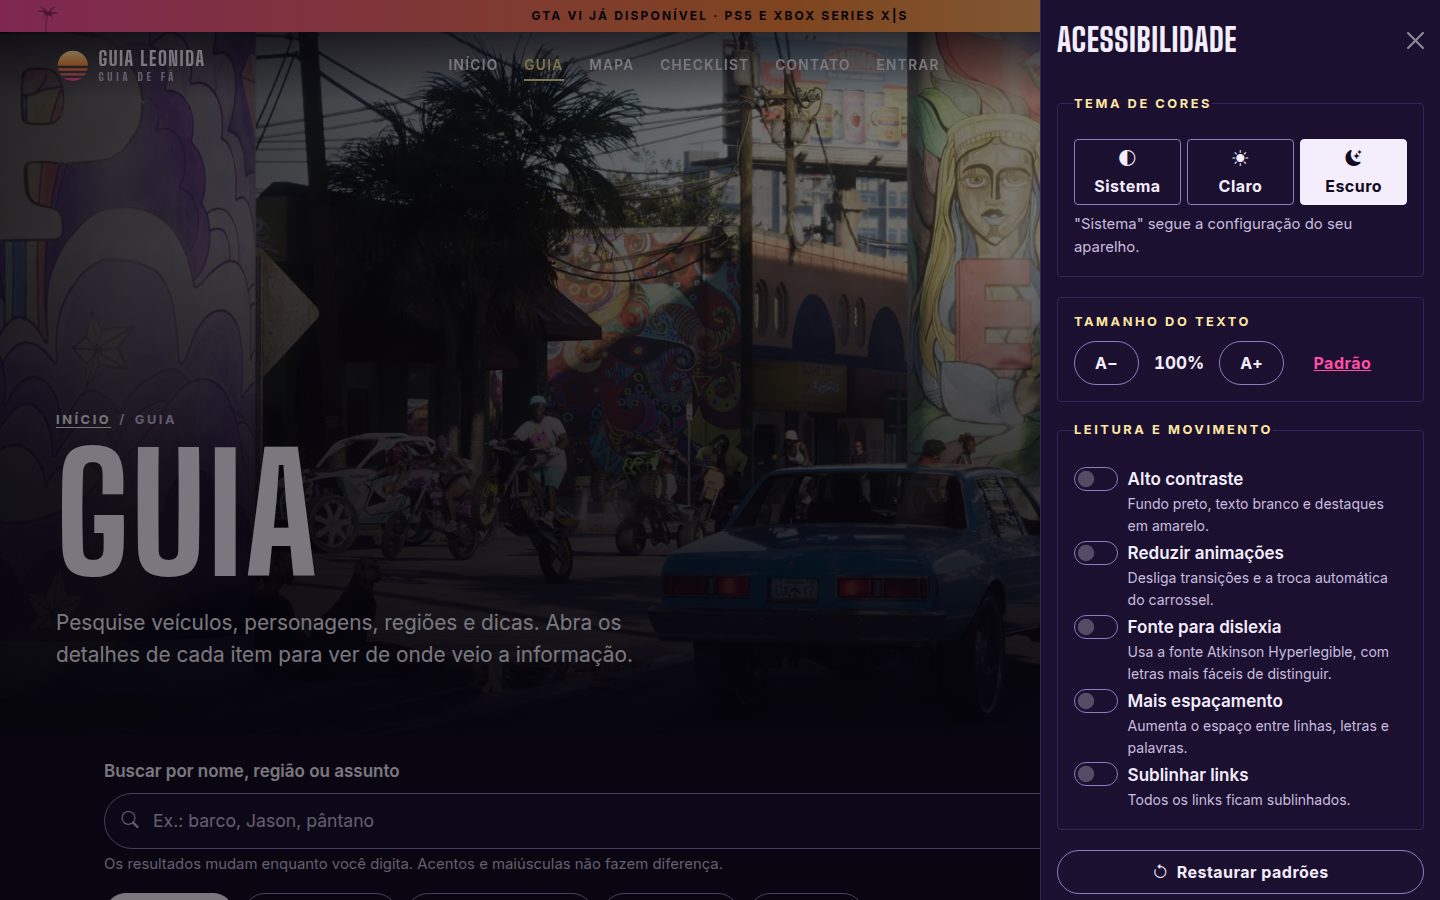 GTA VI JÁ DISPONÍVEL · PS5 E XBOX SERIES X|S
GUIA LEONIDA
GUIA DE FÃ
INÍCIO GUIA MAPA CHECKLIST CONTATO ENTRAR
INÍCIO / GUIA
GUIA
Pesquise veículos, personagens, regiões e dicas. Abra os
detalhes de cada item para ver de onde veio a informação.
Buscar por nome, região ou assunto
Ex.: barco, Jason, pântano
Os resultados mudam enquanto você digita. Acentos e maiúsculas não fazem diferença.
ACESSIBILIDADE
TEMA DE CORES
Sistema Claro Escuro
"Sistema" segue a configuração do seu
aparelho.
TAMANHO DO TEXTO
A− 100% A+ Padrão
LEITURA E MOVIMENTO
Alto contraste
Fundo preto, texto branco e destaques
em amarelo.
Reduzir animações
Desliga transições e a troca automática
do carrossel.
Fonte para dislexia
Usa a fonte Atkinson Hyperlegible, com
letras mais fáceis de distinguir.
Mais espaçamento
Aumenta o espaço entre linhas, letras e
palavras.
Sublinhar links
Todos os links ficam sublinhados.
Restaurar padrões